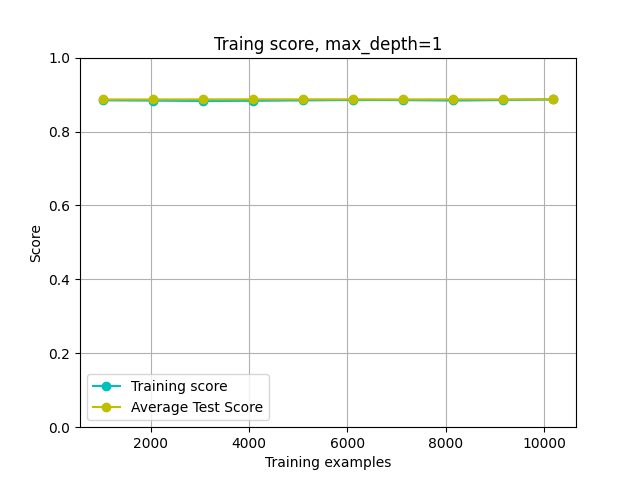 Traing score, max_depth=1
1.0
0.8
0.6
0.4
0.2
0.0
Score
Training score
Average Test Score
2000 4000 6000 8000 10000
Training examples